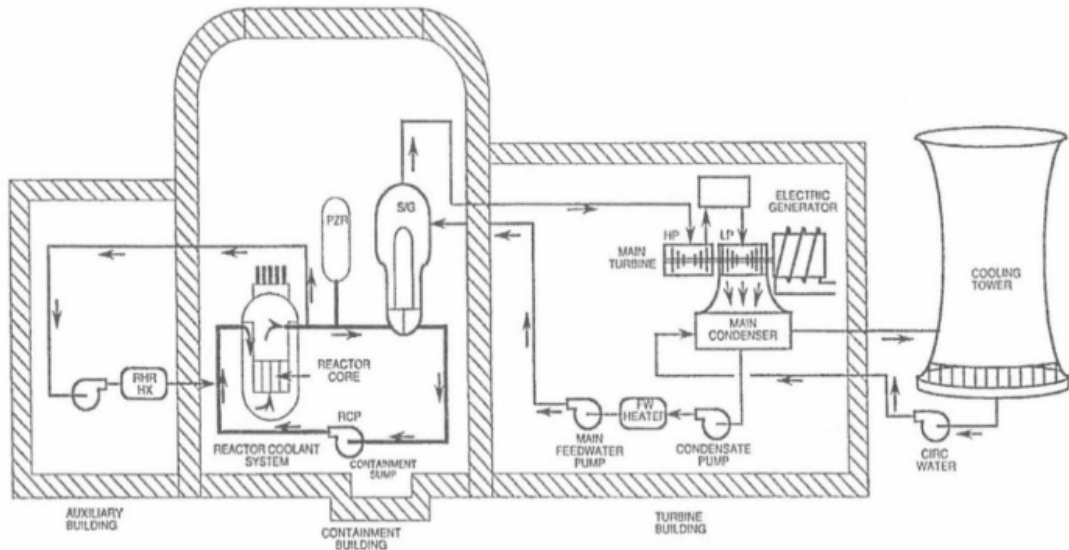 S/G
PZR
HP
LP
ELECTRIC
GENERATOR
MAIN
TURBINE
COOLING
TOWER
MAIN
CONDENSER
REACTOR
CORE
RHR
HX
RCP
FW
HEATER
REACTOR COOLANT
SYSTEM
CONTAINMENT
SUMP
MAIN
FEEDWATER
PUMP
CONDENSATE
PUMP
CIRC
WATER
AUXILIARY
BUILDING
CONTAINMENT
BUILDING
TURBINE
BUILDING